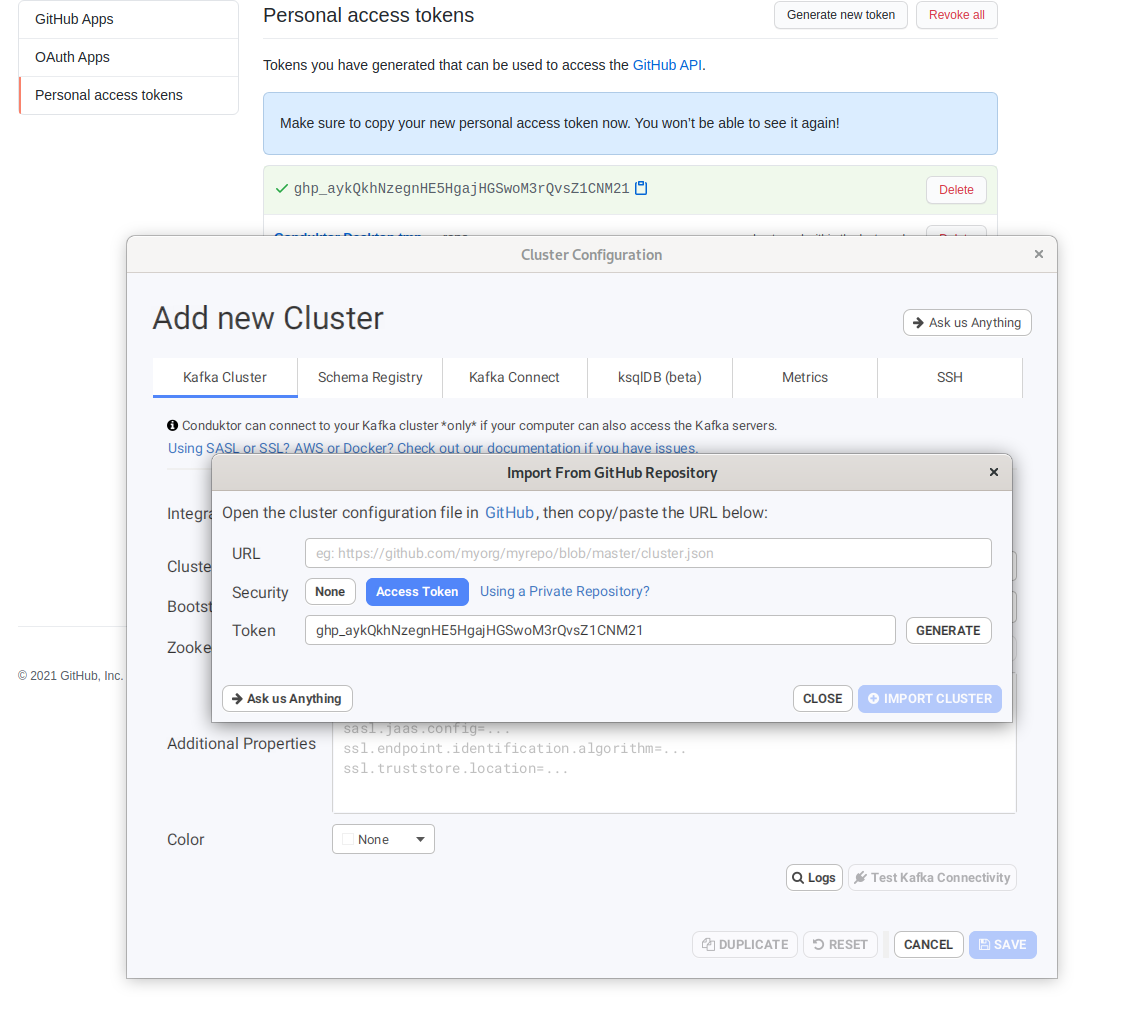 GitHub Apps
OAuth Apps
Personal access tokens
Personal access tokens
Generate new token
Revoke all
Tokens you have generated that can be used to access the GitHub API.
Make sure to copy your new personal access token now. You won’t be able to see it again!
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
Delete
Cluster Configuration
Add new Cluster
Ask us Anything
Kafka Cluster
Schema Registry
Kafka Connect
ksqlDB (beta)
Metrics
SSH
Conduktor can connect to your Kafka cluster *only* if your computer can also access the Kafka servers.
Using SASL or SSL? AWS or Docker? Check out our documentation if you have issues.
Integra
Cluste
Bootst
Zooke
Import From GitHub Repository
Open the cluster configuration file in GitHub, then copy/paste the URL below:
URL
eg: https://github.com/myorg/myrepo/blob/master/cluster.json
Security
None
Access Token
Using a Private Repository?
Token
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
GENERATE
Ask us Anything
CLOSE
IMPORT CLUSTER
© 2021 GitHub, Inc.
Additional Properties
sasl.jaas.config=...
ssl.endpoint.identification.algorithm=...
ssl.truststore.location=...
Color
None
Logs
Test Kafka Connectivity
DUPLICATE
RESET
CANCEL
SAVE